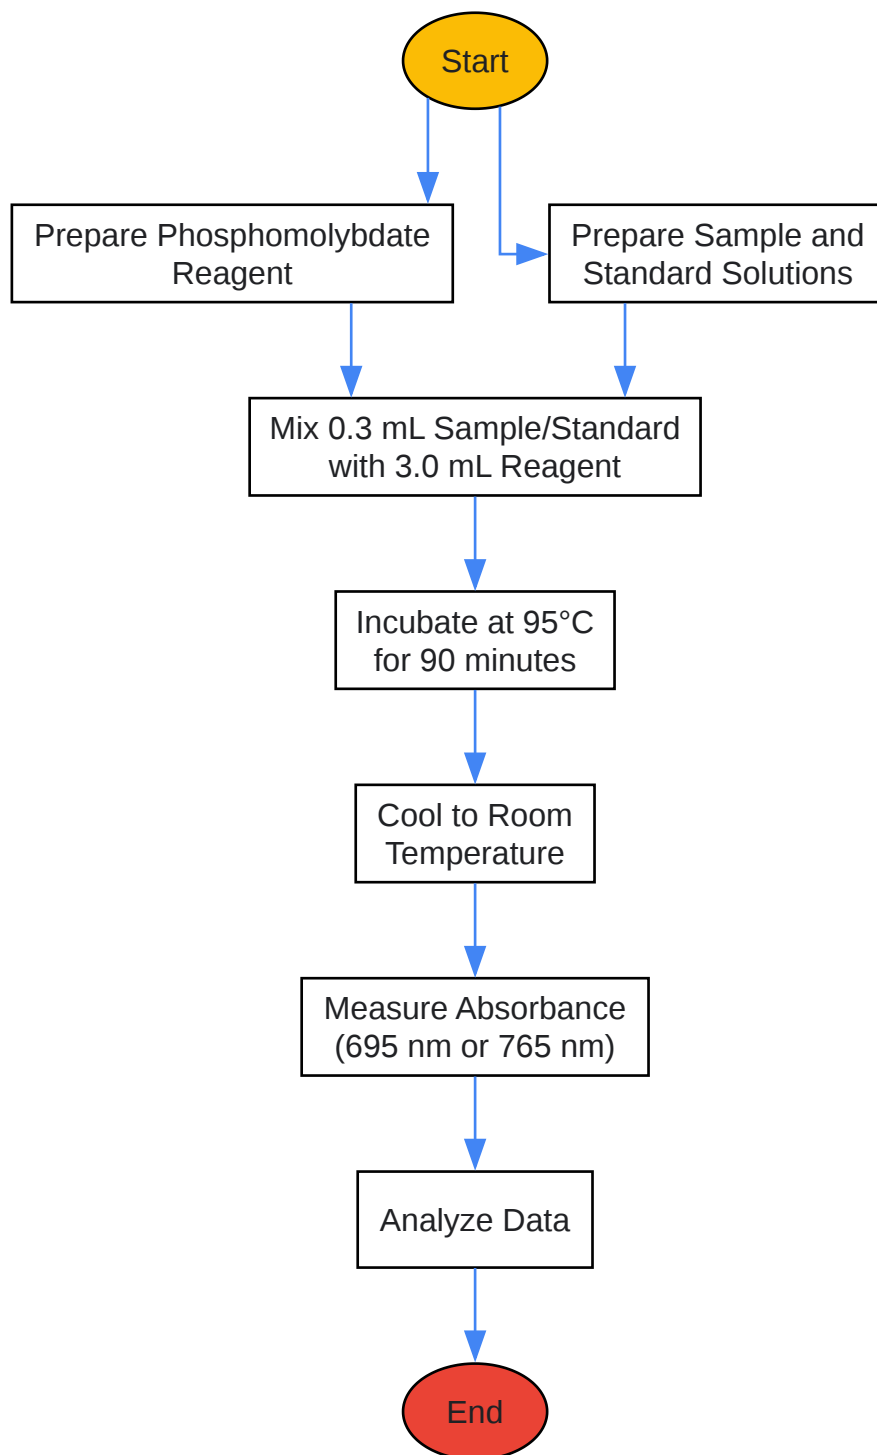 Start
Prepare Phosphomolybdate
Reagent
Prepare Sample and
Standard Solutions
Mix 0.3 mL Sample/Standard
with 3.0 mL Reagent
Incubate at 95°C
for 90 minutes
Cool to Room
Temperature
Measure Absorbance
(695 nm or 765 nm)
Analyze Data
End